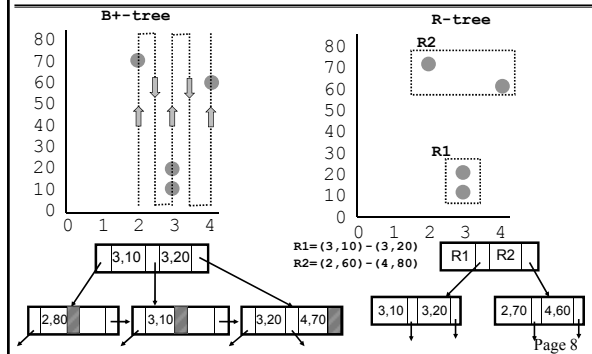 B+-tree
80
70
60
50
40
30
20
10
0
0 1 2 3 4
3,10 3,20
2,80 3,10 3,20 4,70
R-tree
80
70
60
50
40
30
20
10
0
R2
R1
0 1 2 3 4
R1=(3,10)-(3,20)
R2=(2,60)-(4,80)
R1 R2
3,10 3,20 2,70 4,60
Page 8